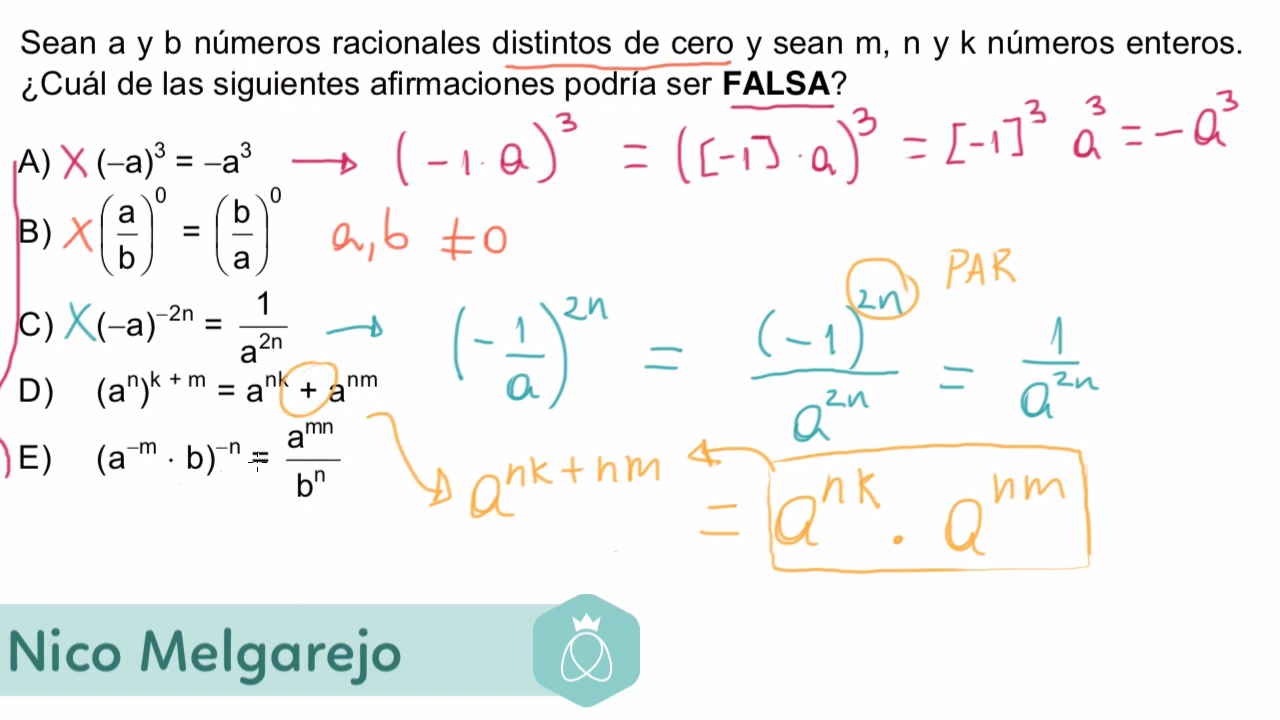 Sean a y b números racionales distintos de cero y sean m, n y k números enteros.
¿Cuál de las siguientes afirmaciones podría ser FALSA?
A) X (–a)³ = –a³ → (-1·a)³ = ([-1]·a)³ = [-1]³ a³ = -a³
B) X (a/b)⁰ = (b/a)⁰ a,b ≠0
C) X (–a)⁻²ⁿ = 1/a²ⁿ → (-1/a)²ⁿ = (-1)²ⁿ/a²ⁿ = 1/a²ⁿ PAR
D) (aⁿ)ᵏ ⁺ ᵐ = aⁿᵏ + aⁿᵐ
E) (a⁻ᵐ · b)⁻ⁿ = aᵐⁿ/bⁿ
aⁿᵏ⁺ⁿᵐ = aⁿᵏ · aⁿᵐ
Nico Melgarejo